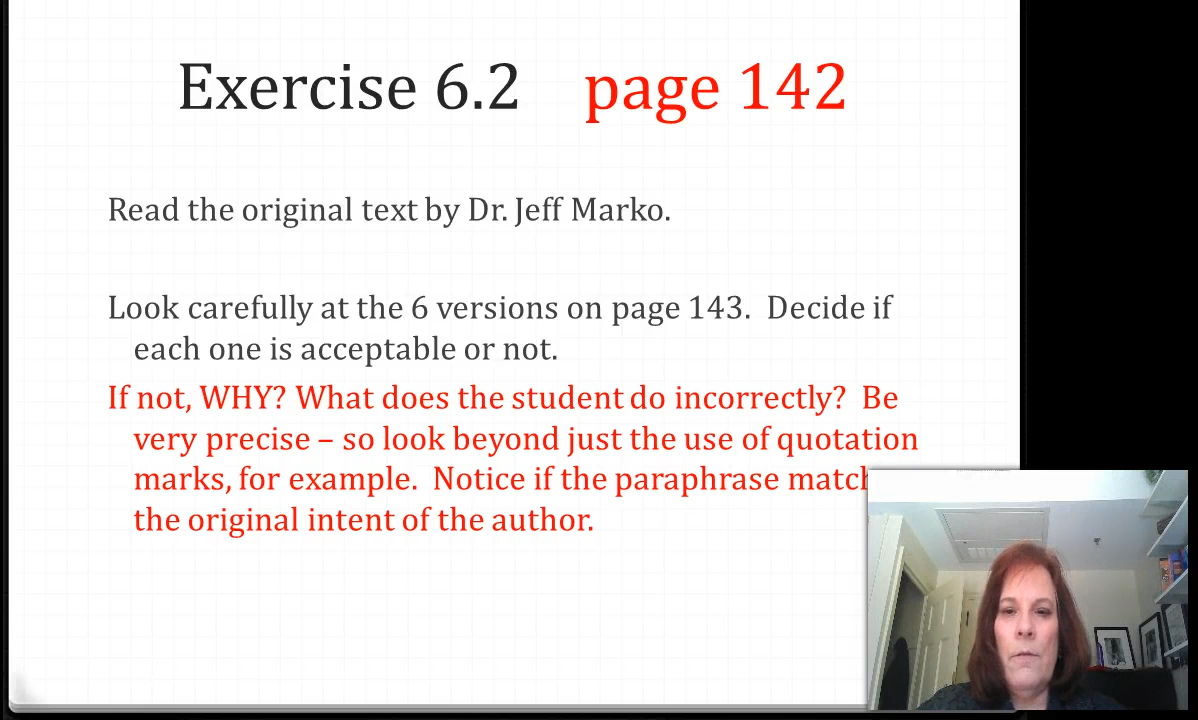 Exercise 6.2 page 142
Read the original text by Dr. Jeff Marko.
Look carefully at the 6 versions on page 143. Decide if
each one is acceptable or not.
If not, WHY? What does the student do incorrectly? Be
very precise – so look beyond just the use of quotation
marks, for example. Notice if the paraphrase
the original intent of the author.